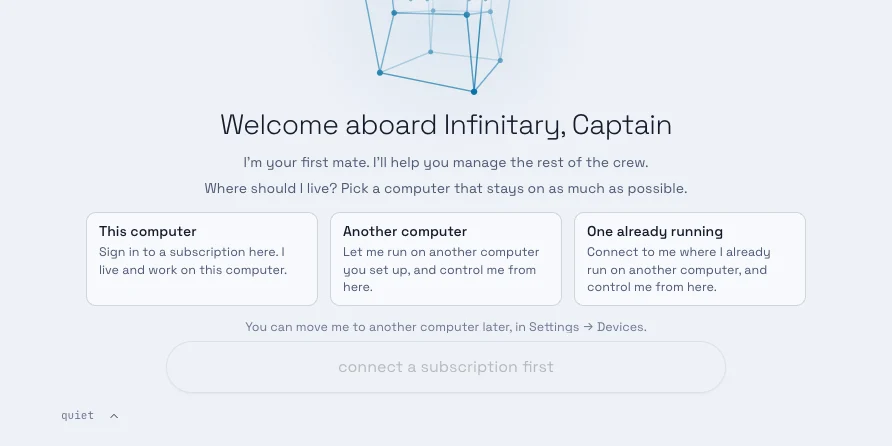 Welcome aboard Infinitary, Captain
I'm your first mate. I'll help you manage the rest of the crew.
Where should I live? Pick a computer that stays on as much as possible.
This computer
Sign in to a subscription here. I
live and work on this computer.
Another computer
Let me run on another computer
you set up, and control me from
here.
One already running
Connect to me where I already
run on another computer, and
control me from here.
You can move me to another computer later, in Settings → Devices.
connect a subscription first
quiet